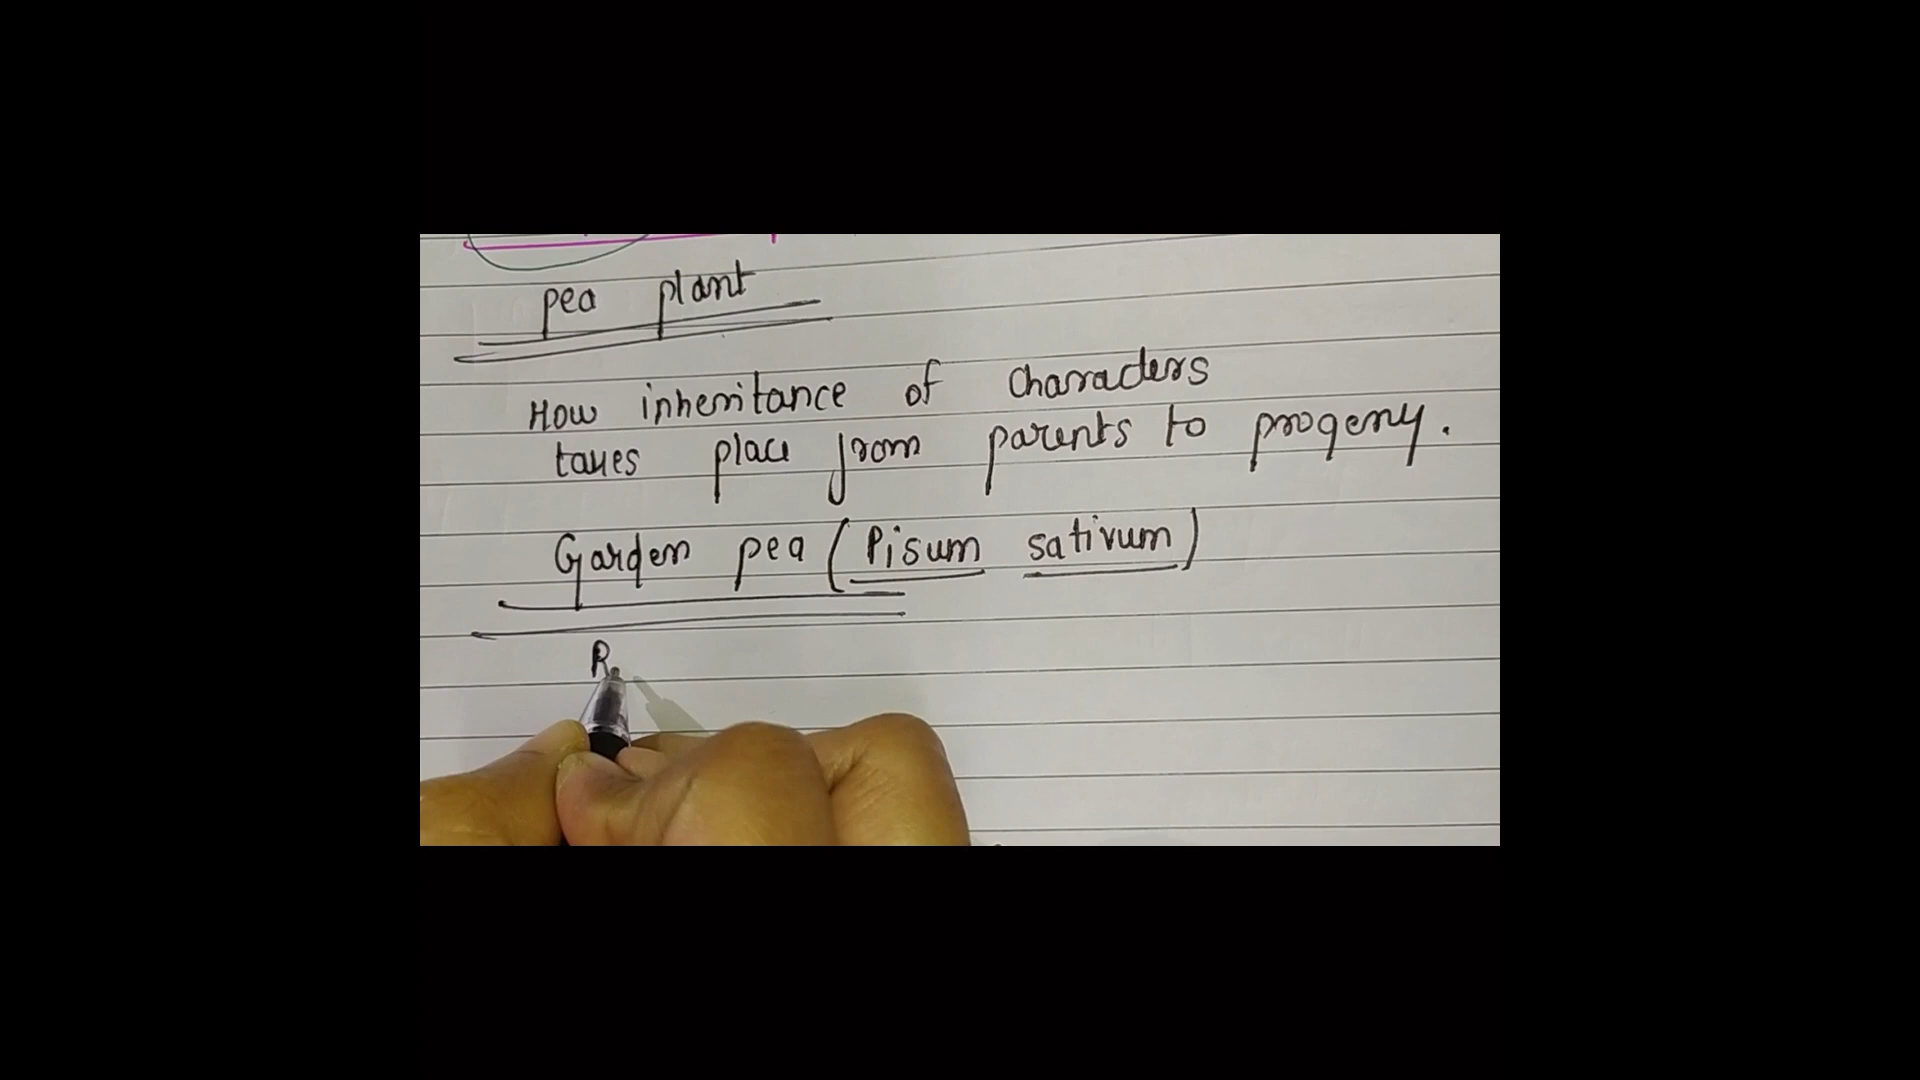 pea plant
How inheritance of characters
takes place from parents to progeny.
Garden pea (Pisum sativum)
R